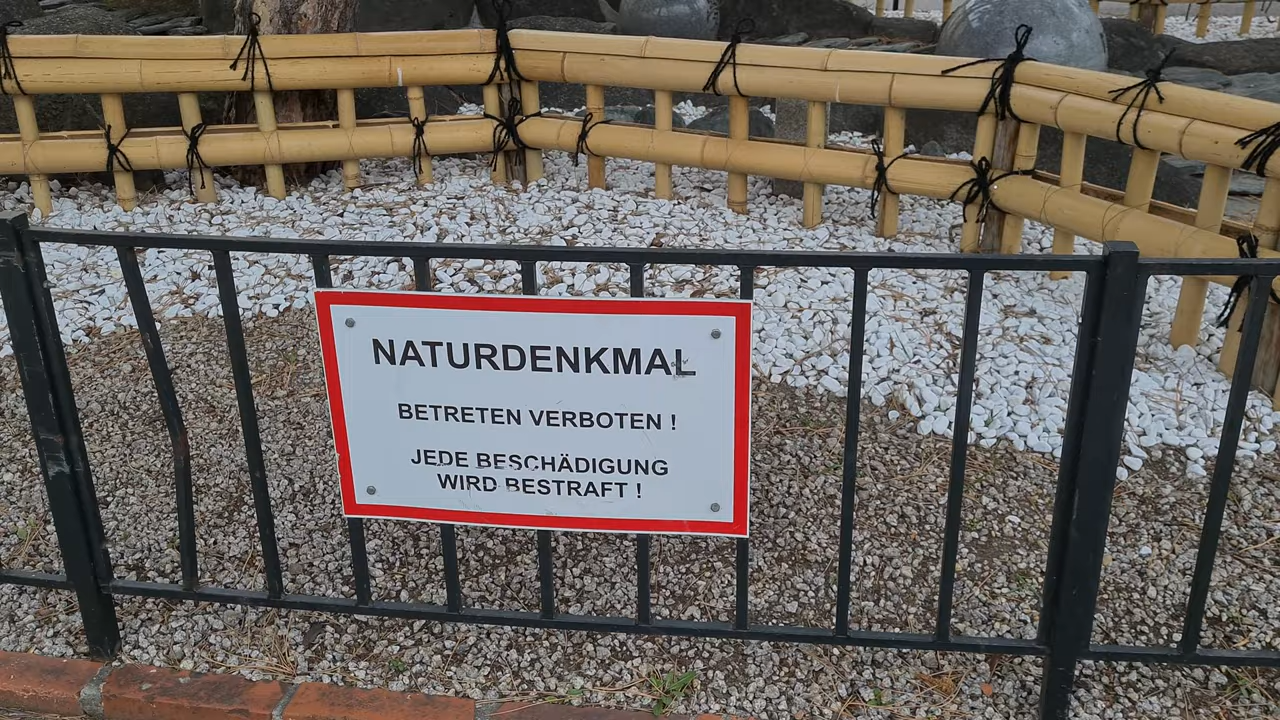 NATURDENKMAL
BETRETEN VERBOTEN !
JEDE BESCHÄDIGUNG
WIRD BESTRAFT !